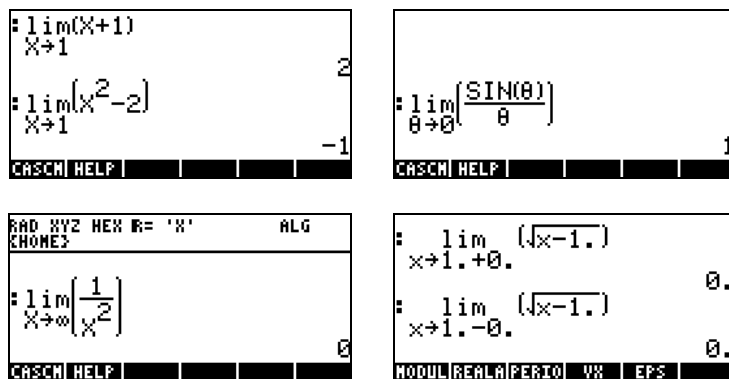 :lim(X+1)
X→1
2
:lim(X²-2)
X→1
-1
CASCM HELP
:lim(SIN(θ)/θ)
θ→0
1
CASCM HELP
RAD XYZ HEX R= 'X' ALG
{HOME}
:lim(1/X²)
X→∞
0
CASCM HELP
: lim (√x-1.)
x→1.+0.
0.
: lim (√x-1.)
x→1.-0.
0.
MODUL REALA PERIO VX EPS